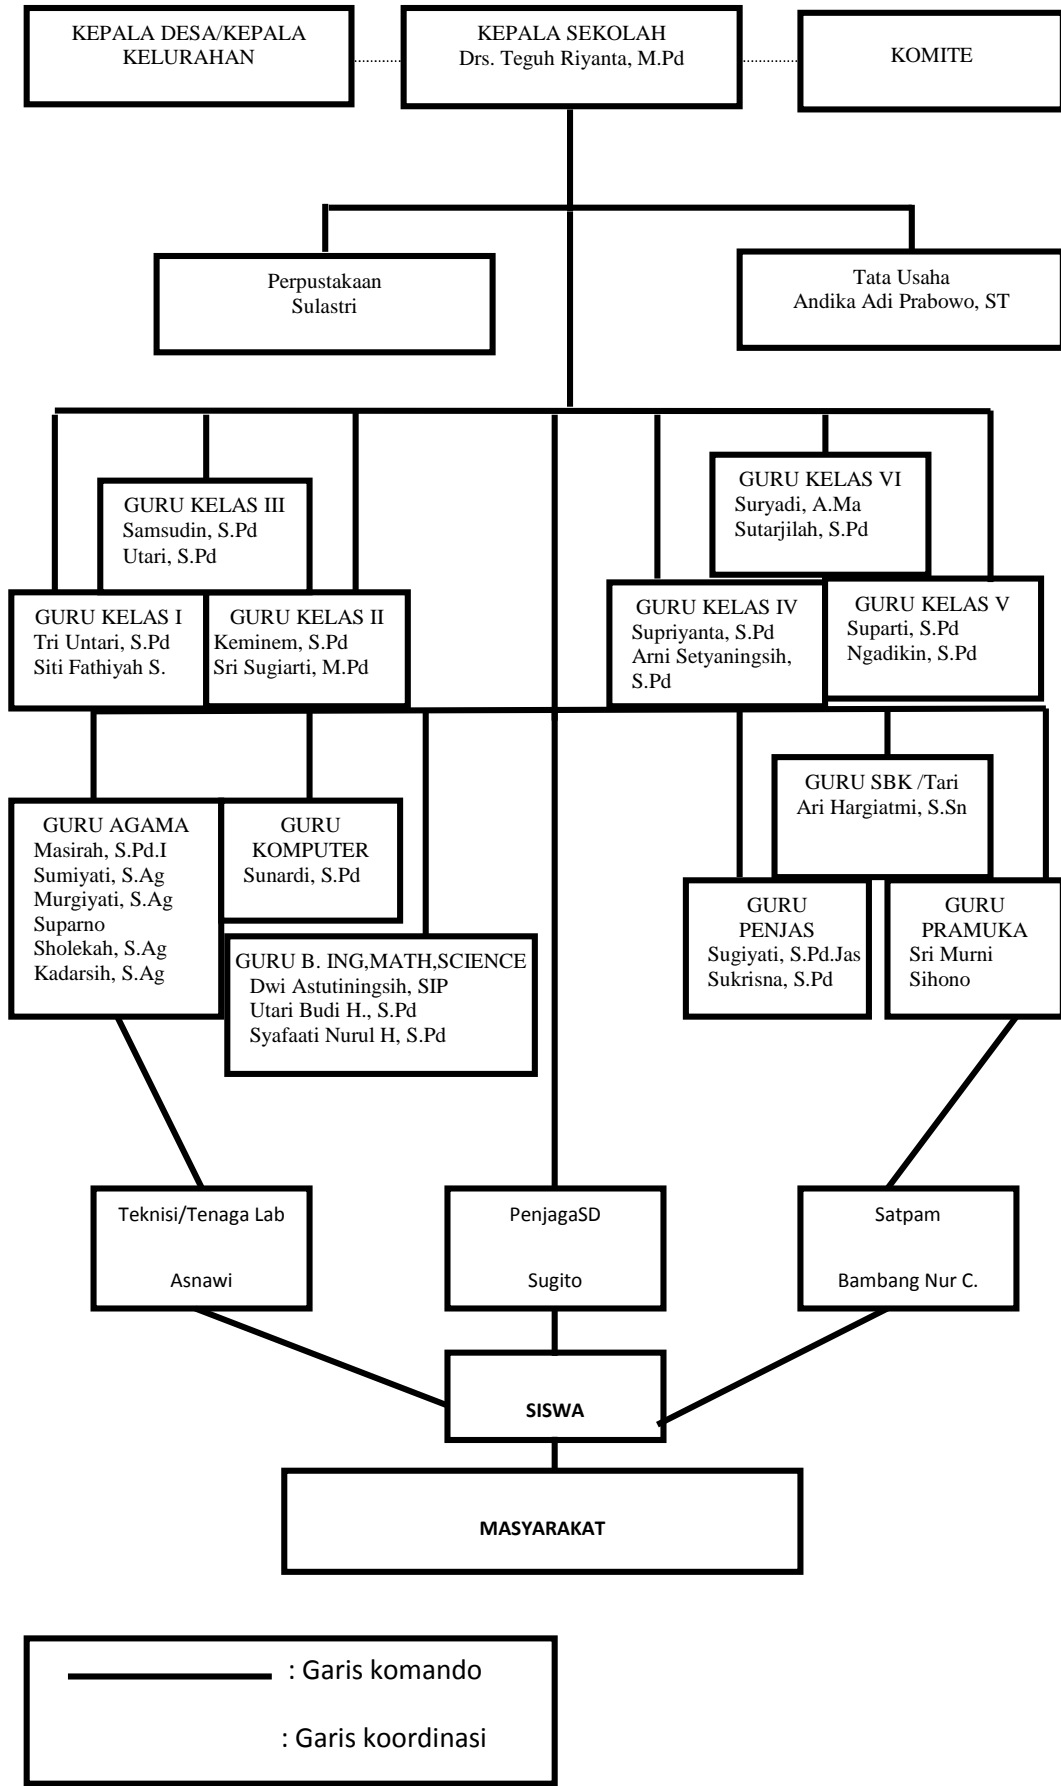 KEPALA DESA/KEPALA
KELURAHAN
KEPALA SEKOLAH
Drs. Teguh Riyanta, M.Pd
KOMITE
Perpustakaan
Sulastri
Tata Usaha
Andika Adi Prabowo, ST
GURU KELAS III
Samsudin, S.Pd
Utari, S.Pd
GURU KELAS VI
Suryadi, A.Ma
Sutarjilah, S.Pd
GURU KELAS I
Tri Untari, S.Pd
Siti Fathiyah S.
GURU KELAS II
Keminem, S.Pd
Sri Sugiarti, M.Pd
GURU KELAS IV
Supriyanta, S.Pd
Arni Setyaningsih,
S.Pd
GURU KELAS V
Suparti, S.Pd
Ngadikin, S.Pd
GURU SBK /Tari
Ari Hargiatmi, S.Sn
GURU AGAMA
Masirah, S.Pd.I
Sumiyati, S.Ag
Murgiyati, S.Ag
Suparno
Sholekah, S.Ag
Kadarsih, S.Ag
GURU
KOMPUTER
Sunardi, S.Pd
GURU B. ING,MATH,SCIENCE
Dwi Astutiningsih, SIP
Utari Budi H., S.Pd
Syafaati Nurul H, S.Pd
GURU
PENJAS
Sugiyati, S.Pd.Jas
Sukrisna, S.Pd
GURU
PRAMUKA
Sri Murni
Sihono
Teknisi/Tenaga Lab
Asnawi
PenjagaSD
Sugito
Satpam
Bambang Nur C.
SISWA
MASYARAKAT
: Garis komando
: Garis koordinasi